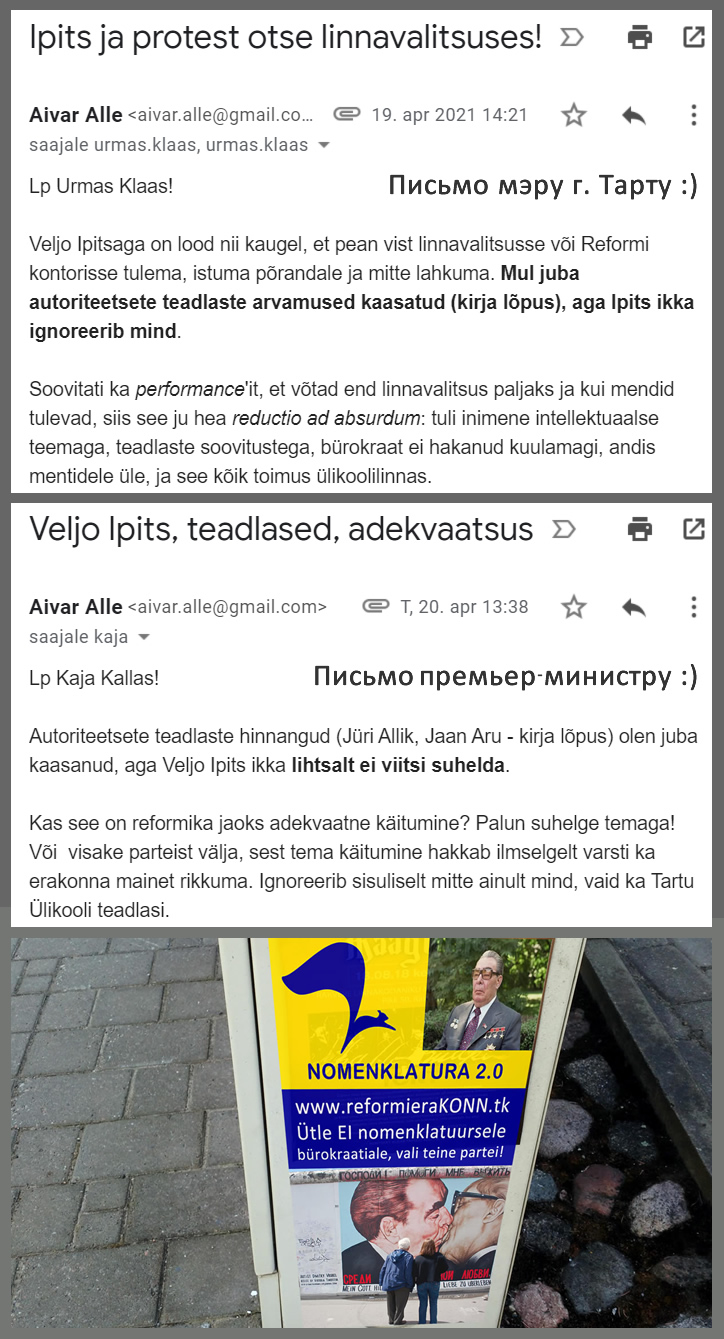 Ipits ja protest otse linnavalitsuses!
Aivar Alle <aivar.alle@gmail.co... 19. apr 2021 14:21
saajale urmas.klaas, urmas.klaas
Lp Urmas Klaas!
Письмо мэру г. Тарту :)
Veljo Ipitsaga on lood nii kaugel, et pean vist linnavalitsusse või Reformi
kontorisse tulema, istuma põrandale ja mitte lahkuma. Mul juba
autoriteetsete teadlaste arvamused kaasatud (kirja lõpus), aga Ipits ikka
ignoreerib mind.
Soovitati ka performance'it, et võtad end linnavalitsus paljaks ja kui mendid
tulevad, siis see ju hea reductio ad absurdum: tuli inimene intellektuaalse
teemaga, teadlaste soovitustega, bürokraat ei hakanud kuulamagi, andis
mentidele üle, ja see kõik toimus ülikoolilinnas.
Veljo Ipits, teadlased, adekvaatsus
Aivar Alle <aivar.alle@gmail.com> T, 20. apr 13:38
saajale kaja
Lp Kaja Kallas!
Письмо премьер-министру :)
Autoriteetsete teadlaste hinnangud (Jüri Allik, Jaan Aru - kirja lõpus) olen juba
kaasanud, aga Veljo Ipits ikka lihtsalt ei viitsi suhelda.
Kas see on reformika jaoks adekvaatne käitumine? Palun suhelge temaga!
Või visake parteist välja, sest tema käitumine hakkab ilmselgelt varsti ka
erakonna mainet rikkuma. Ignoreerib sisuliselt mitte ainult mind, vaid ka Tartu
Ülikooli teadlasi.
NOMENKLATURA 2.0
www.reformieraKONN.tk
Ütle EI nomenklatuursele
bürokraatiale, vali teine partei!
ГОСПОДИ! ПОМОГИ МНЕ ВЫЖИТЬ
СРЕДИ ЛЮБВИ
MEIN GOTT